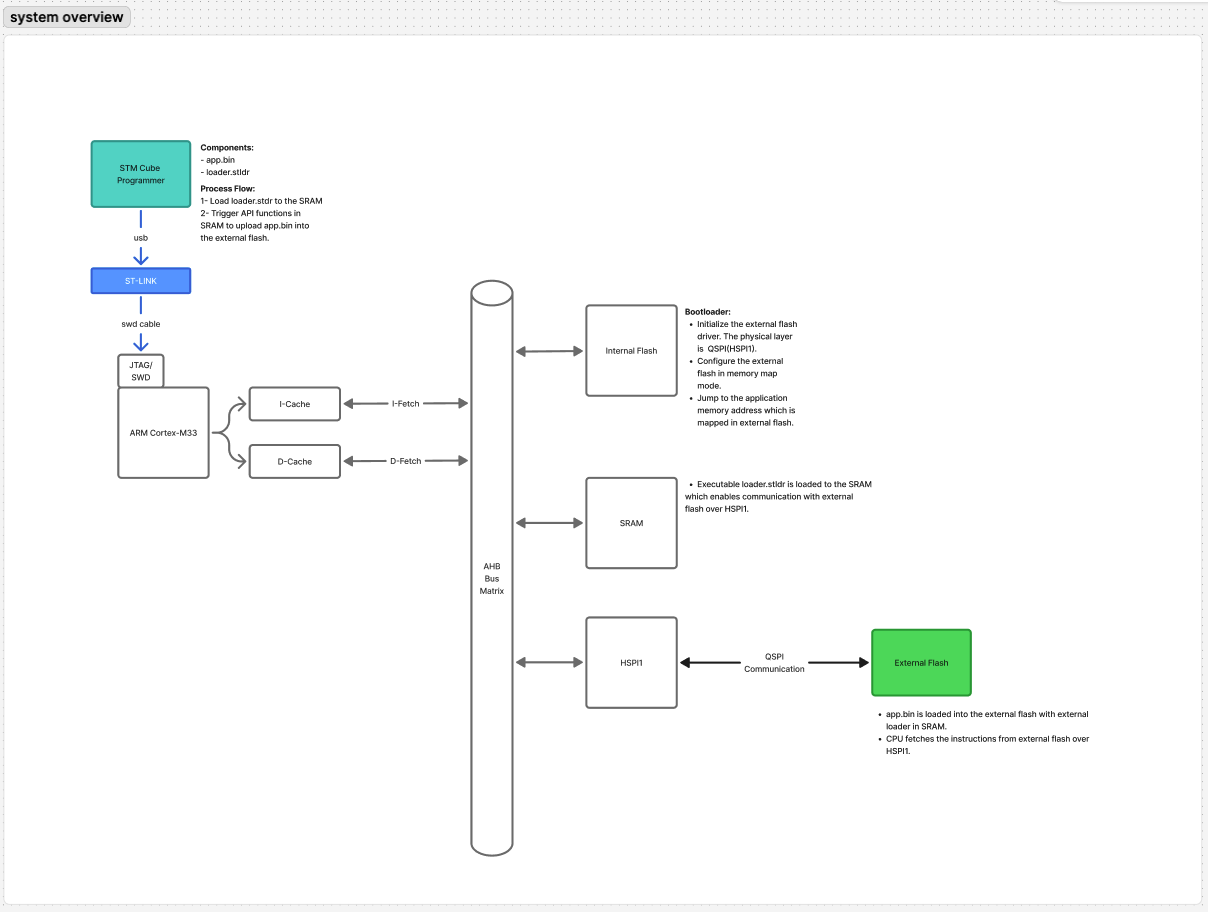 system overview
STM Cube
Programmer
Components:
- app.bin
- loader.stldr
Process Flow:
1- Load loader.stdr to the SRAM
2- Trigger API functions in
SRAM to upload app.bin into
the external flash.
usb
ST-LINK
swd cable
JTAG/
SWD
ARM Cortex-M33
I-Cache
I-Fetch
D-Cache
D-Fetch
AHB
Bus
Matrix
Internal Flash
Bootloader:
• Initialize the external flash
driver. The physical layer
is QSPI(HSPI1).
• Configure the external
flash in memory map
mode.
• Jump to the application
memory address which is
mapped in external flash.
SRAM
• Executable loader.stldr is loaded to the SRAM
which enables communication with external
flash over HSPI1.
HSPI1
QSPI
Communication
External Flash
• app.bin is loaded into the external flash with external
loader in SRAM.
• CPU fetches the instructions from external flash over
HSPI1.